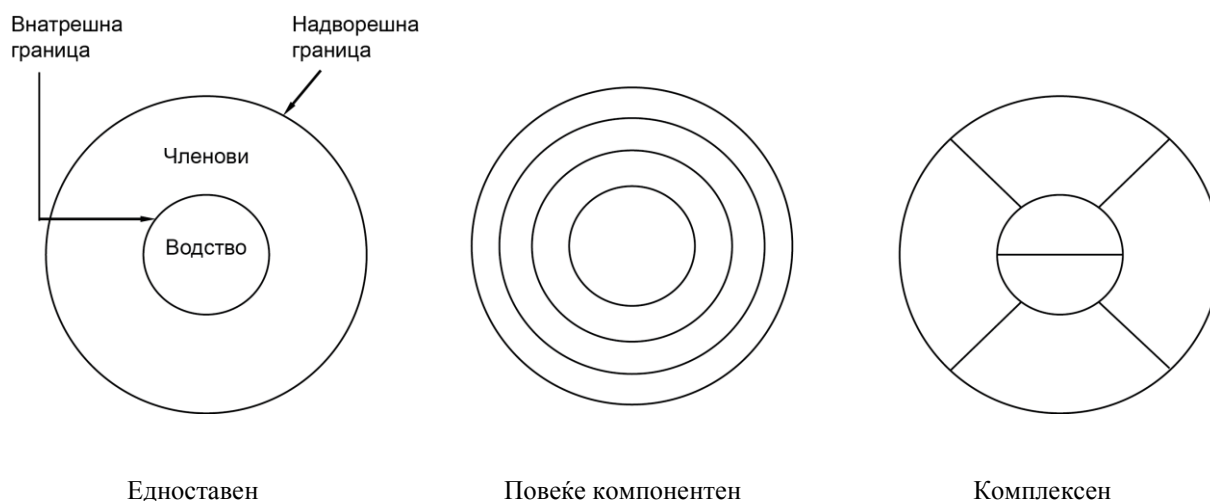 Внатрешна
граница
Надворешна
граница
Членови
Водство
Едноставен
Повеќе компонентен
Комплексен